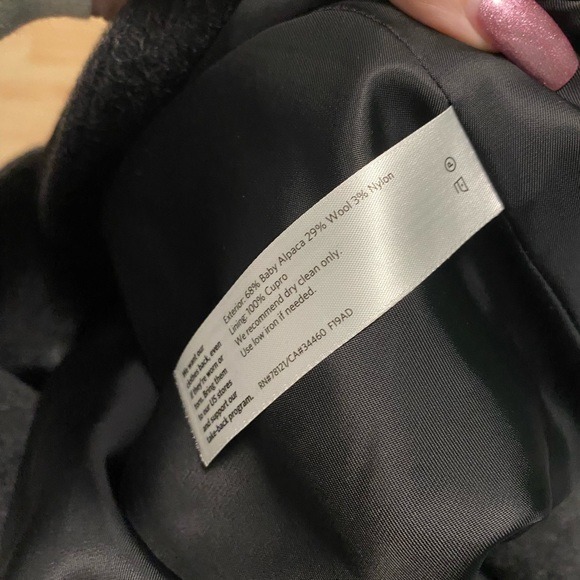 Exterior: 68% Baby Alpaca 29% Wool 3% Nylon
Lining: 100% Cupro
We recommend dry clean only.
Use low iron if needed.
RN#78121/CA#34460 F19AD
We want our
clothes back, even
if they're worn or
torn. Bring them
to our US stores
and support our
take-back program.
P